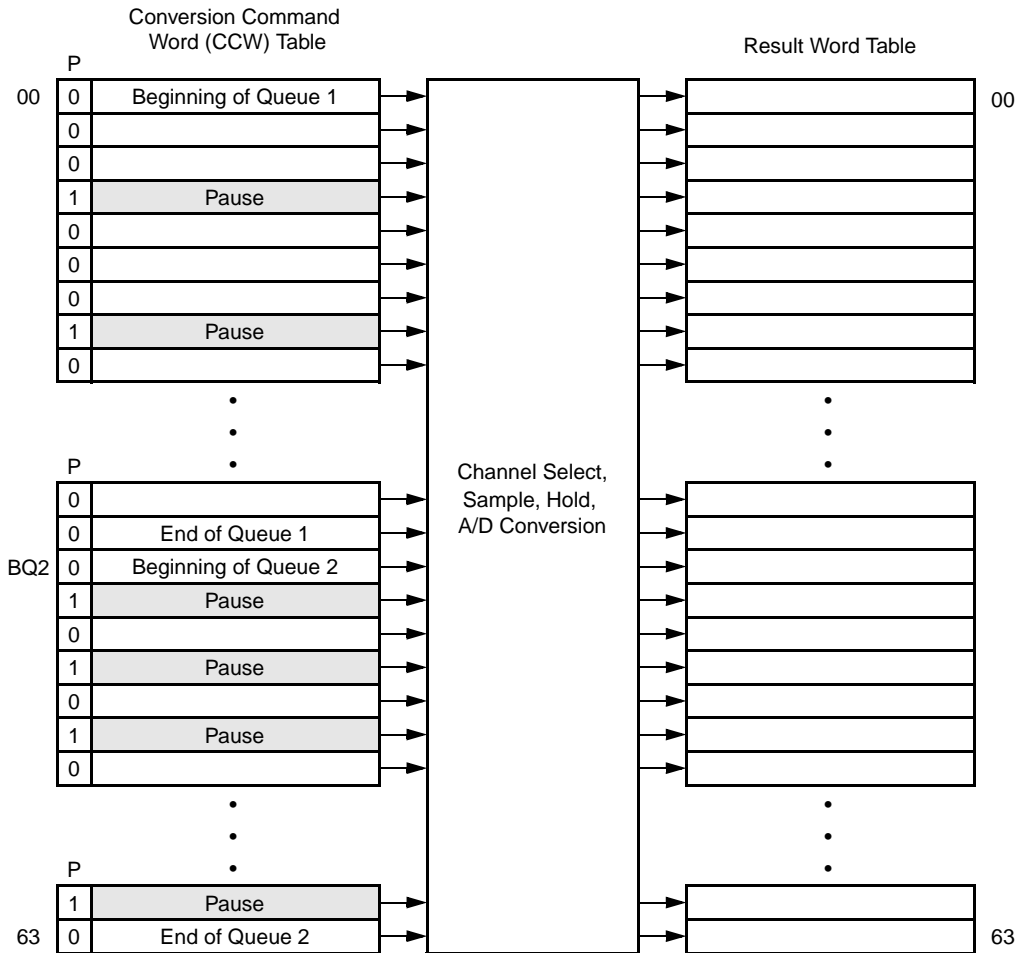 Conversion Command
Word (CCW) Table
Result Word Table
P
00 0 Beginning of Queue 1 00
0
0
1 Pause
0
0
0
1 Pause
0
P
0
0 End of Queue 1
BQ2 0 Beginning of Queue 2
1 Pause
0
1 Pause
0
1 Pause
0
Channel Select,
Sample, Hold,
A/D Conversion
P
1 Pause
63 0 End of Queue 2 63